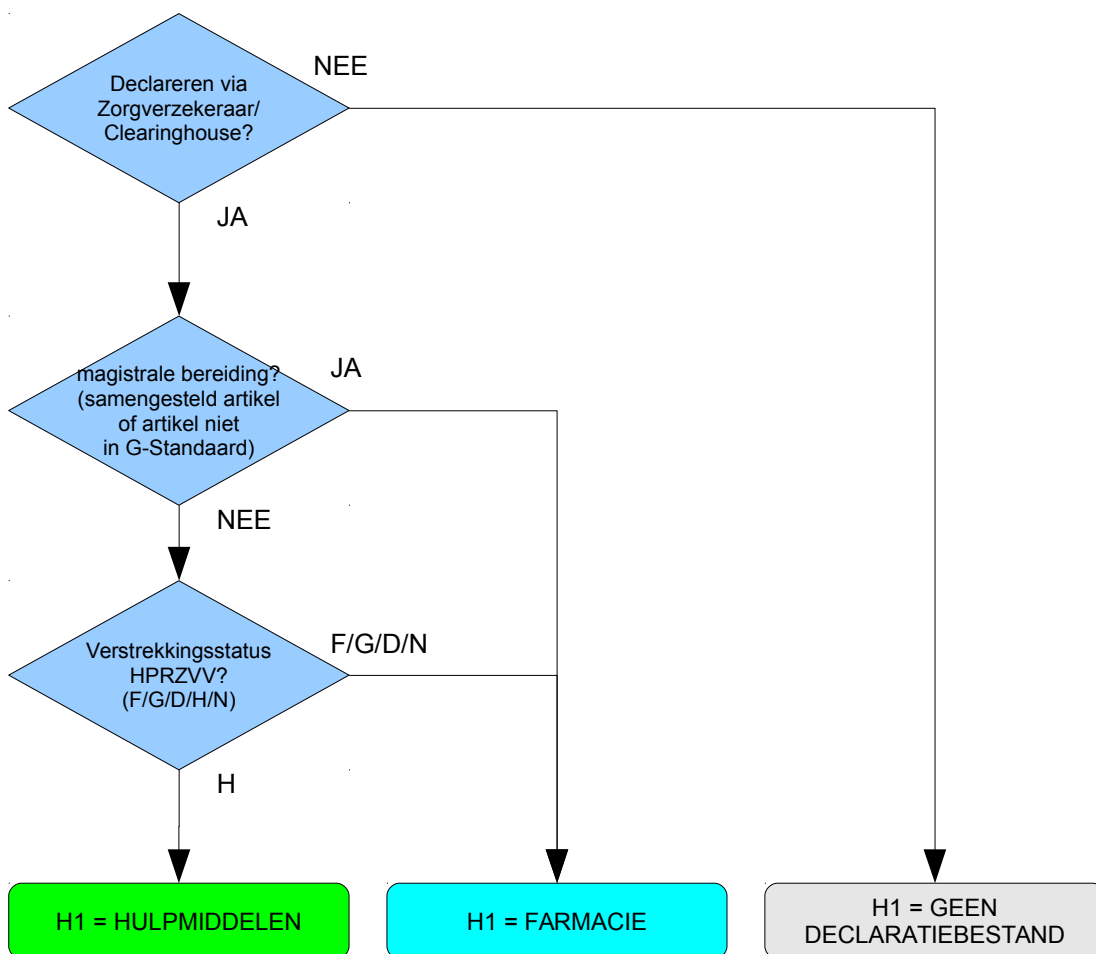 NEE
Declareren via
Zorgverzekeraar/
Clearinghouse?
JA
magistrale bereiding?
(samengesteld artikel
of artikel niet
in G-Standaard)
JA
NEE
Verstrekkingsstatus
HPRZVV?
(F/G/D/H/N)
F/G/D/N
H
H1 = HULPMIDDELEN
H1 = FARMACIE
H1 = GEEN
DECLARATIEBESTAND